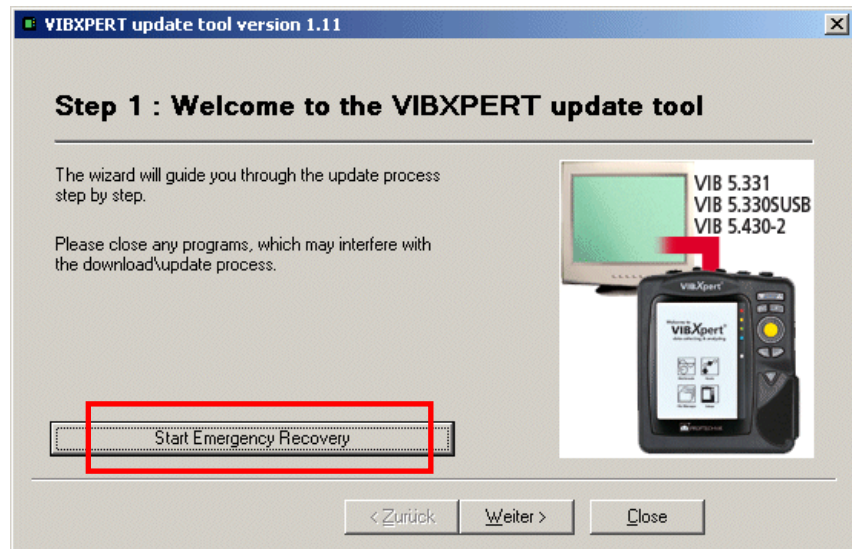 VIBXPERT update tool version 1.11
Step 1 : Welcome to the VIBXPERT update tool
The wizard will guide you through the update process
step by step.
Please close any programs, which may interfere with
the download\update process.
VIB 5.331
VIB 5.330SUSB
VIB 5.430-2
VIBXpert
VIBXpert
Start Emergency Recovery
< Zurück
Weiter >
Close